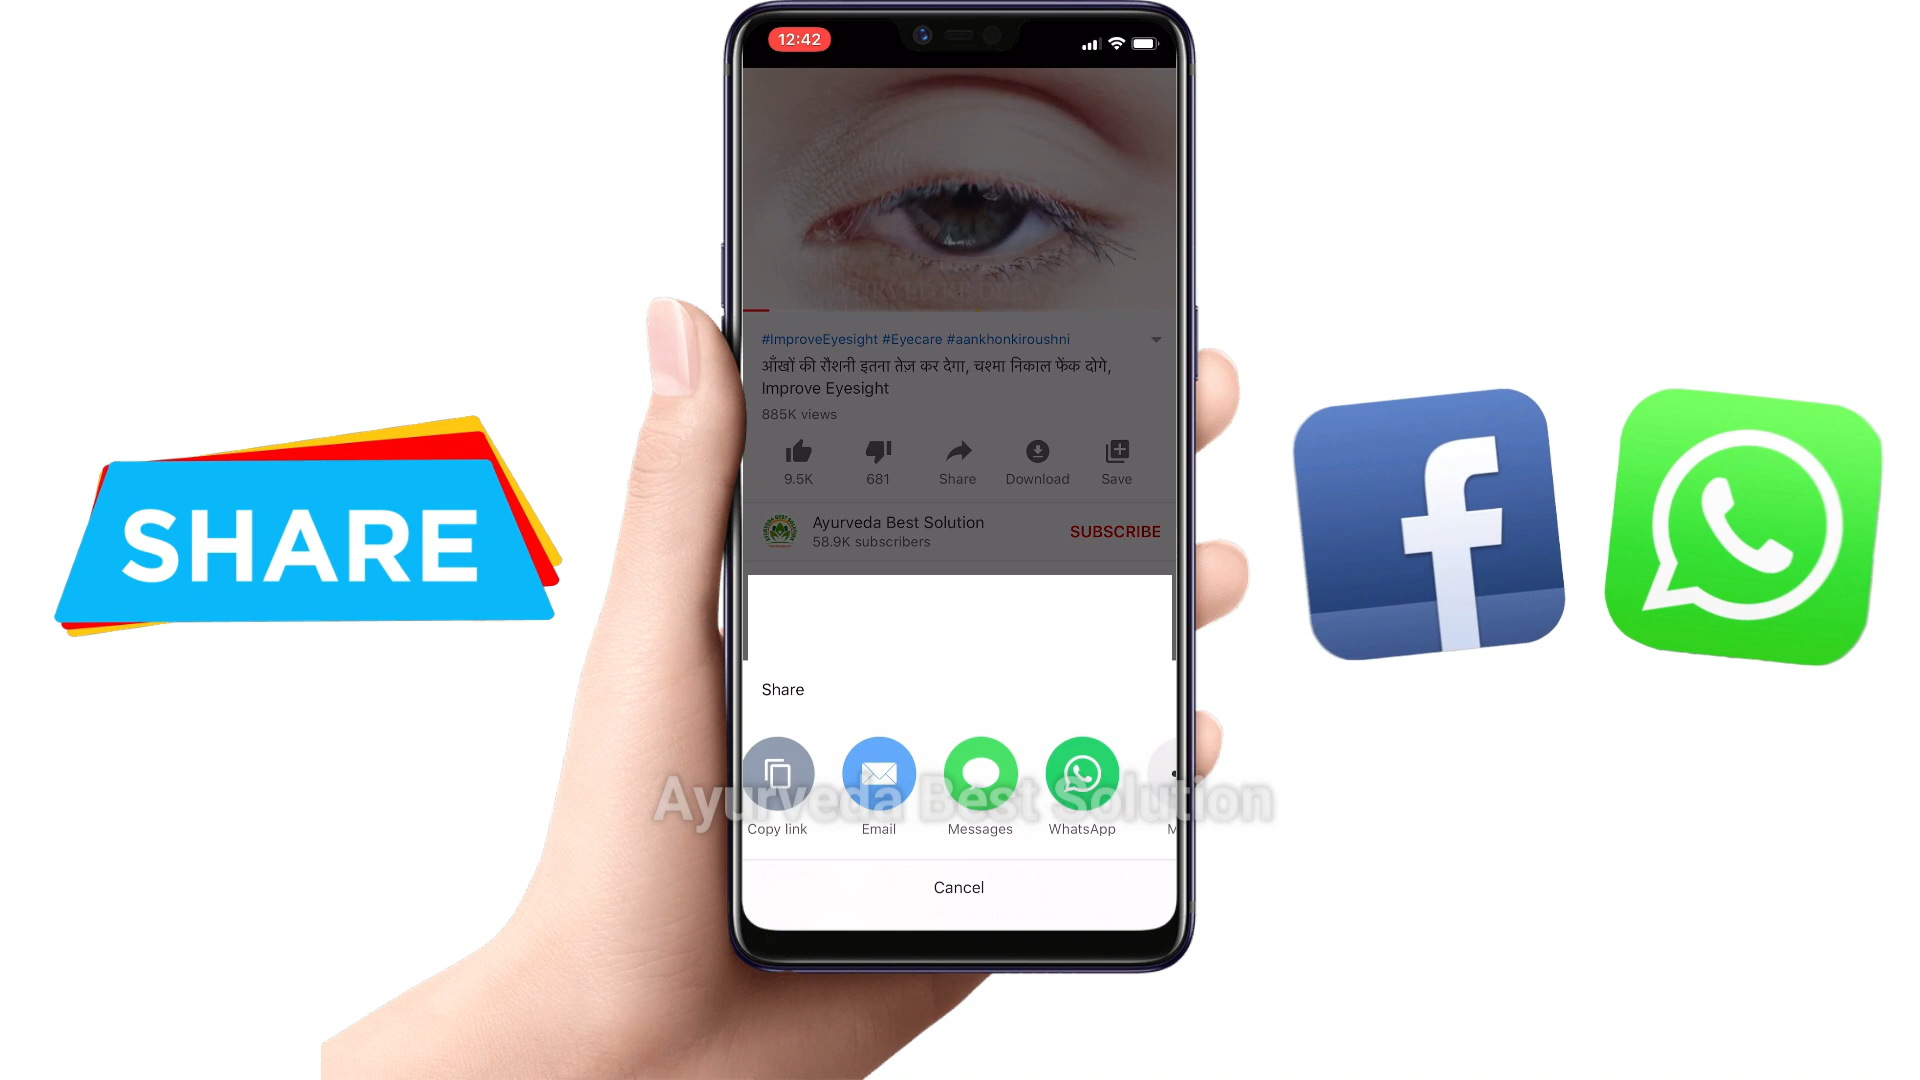 12:42
#ImproveEyesight #Eyecare #aankhonkiroushni
आँखों की रौशनी इतना तेज़ कर देगा, चश्मा निकाल फेंक दोगे,
Improve Eyesight
885K views
9.5K 681 Share Download Save
Ayurveda Best Solution
58.9K subscribers
SUBSCRIBE
SHARE
Share
Ayurveda Best Solution
Copy link Email Messages WhatsApp M
Cancel